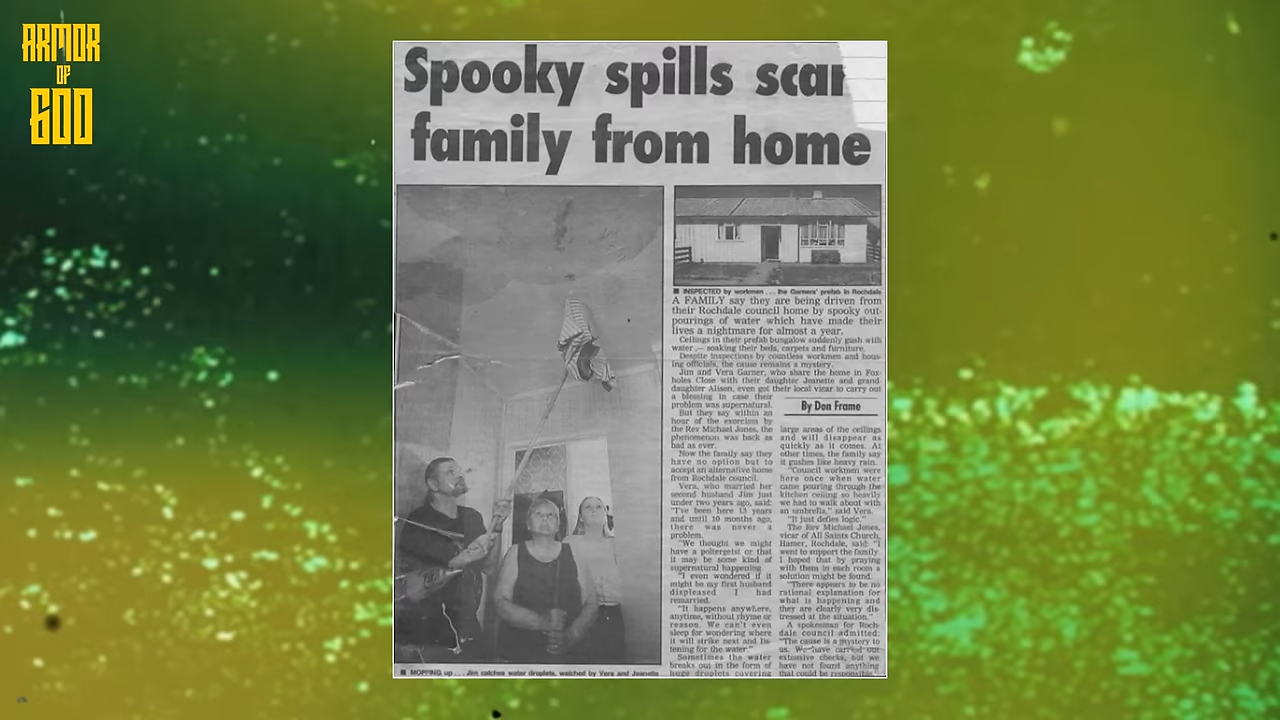 ARMOR
OF
GOD
Spooky spills scar
family from home
■ INSPECTED by workmen . . . the Garners' prefab in Rochdale
A FAMILY say they are being driven from
their Rochdale council home by spooky out-
pourings of water which have made their
lives a nightmare for almost a year.
Ceilings in their prefab bungalow suddenly gush with
water — soaking their beds, carpets and furniture.
Despite inspections by countless workmen and hous-
ing officials, the cause remains a mystery.
Jim and Vera Garner, who share the home in Fox-
holes Close with their daughter Jeanette and grand-
daughter Alison, even got their local vicar to carry out
a blessing in case their
problem was supernatural.
But they say within an
hour of the exorcism by
the Rev Michael Jones, the
phenomenon was back as
bad as ever.
Now the family say they
have no option but to
accept an alternative home
from Rochdale council.
Vera, who married her
second husband Jim just
under two years ago, said:
"I've been here 13 years
and until 10 months ago,
there was never a
problem.
"We thought we might
have a poltergeist or that
it may be some kind of
supernatural happening.
"I even wondered if it
might be my first husband
displeased I had
remarried.
"It happens anywhere,
anytime, without rhyme or
reason. We can't even
sleep for wondering where
it will strike next and lis-
tening for the water."
Sometimes the water
breaks out in the form of
huge droplets covering
By Don Frame
large areas of the ceilings
and will disappear as
quickly as it comes. At
other times, the family say
it gushes like heavy rain.
"Council workmen were
here once when water
came pouring through the
kitchen ceiling so heavily
we had to walk about with
an umbrella," said Vera.
"It just defies logic."
The Rev Michael Jones,
vicar of All Saints Church,
Hamer, Rochdale, said: "I
went to support the family.
I hoped that by praying
with them in each room a
solution might be found.
"There appears to be no
rational explanation for
what is happening and
they are clearly very dis-
tressed at the situation."
A spokesman for Roch-
dale council admitted:
"The cause is a mystery to
us. We have carried out
extensive checks, but we
have not found anything
that could be responsible.
■ MOPPING up . . . Jim catches water droplets, watched by Vera and Jeanette